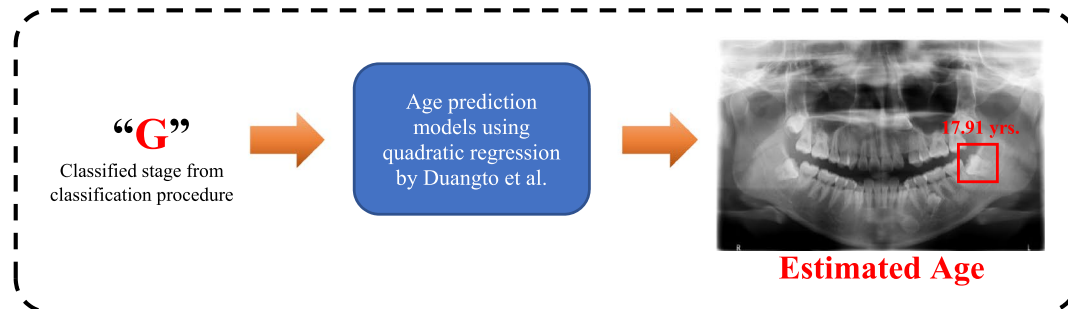 “G”
Classified stage from
classification procedure
Age prediction
models using
quadratic regression
by Duangto et al.
17.91 yrs.
R
L
Estimated Age